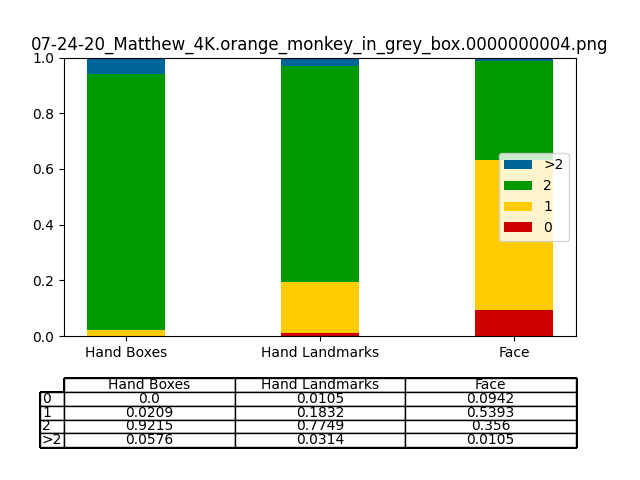 07-24-20_Matthew_4K.orange_monkey_in_grey_box.0000000004.png
1.0
0.8
0.6
0.4
0.2
0.0
>2
2
1
0
Hand Boxes Hand Landmarks Face
Hand Boxes Hand Landmarks Face
0 0.0 0.0105 0.0942
1 0.0209 0.1832 0.5393
2 0.9215 0.7749 0.356
>2 0.0576 0.0314 0.0105